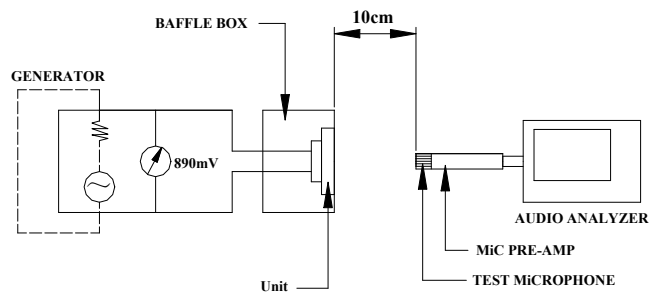 10cm
BAFFLE BOX
GENERATOR
890mV
AUDIO ANALYZER
MiC PRE-AMP
TEST MiCROPHONE
Unit